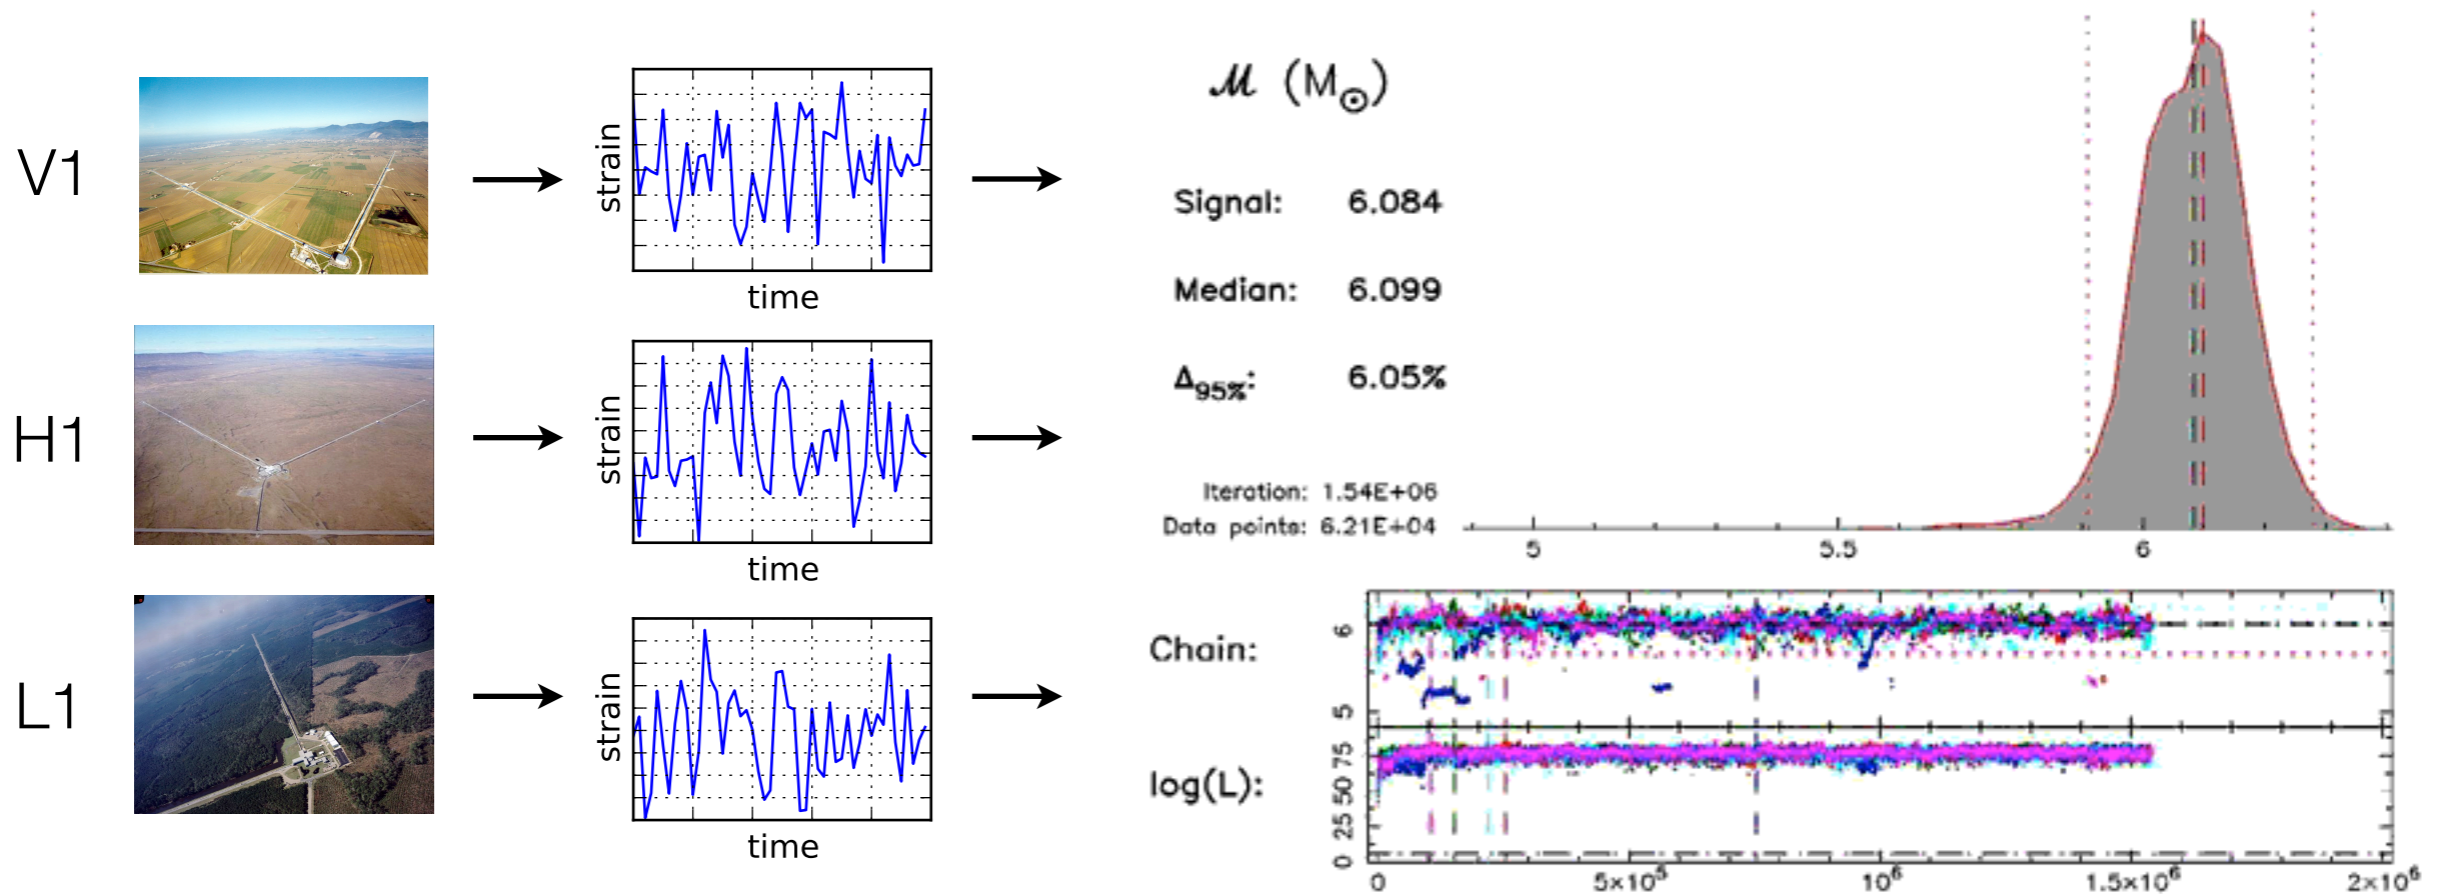 V1
strain
time
H1
strain
time
L1
strain
time
ℳ (M☉)
Signal: 6.084
Median: 6.099
Δ95%: 6.05%
Iteration: 1.54E+06
Data points: 6.21E+04
5 5.5 6
Chain:
6
5
log(L):
75
50
25
0
0 5×10⁵ 10⁶ 1.5×10⁶ 2×10⁶